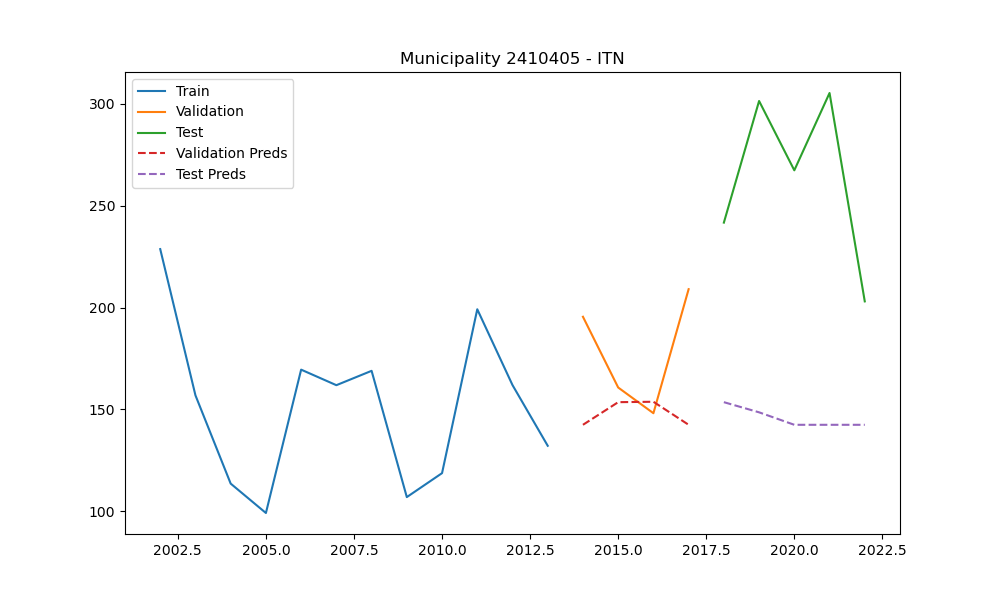 Municipality 2410405 - ITN
Train
Validation
Test
Validation Preds
Test Preds
300
250
200
150
100
2002.5 2005.0 2007.5 2010.0 2012.5 2015.0 2017.5 2020.0 2022.5